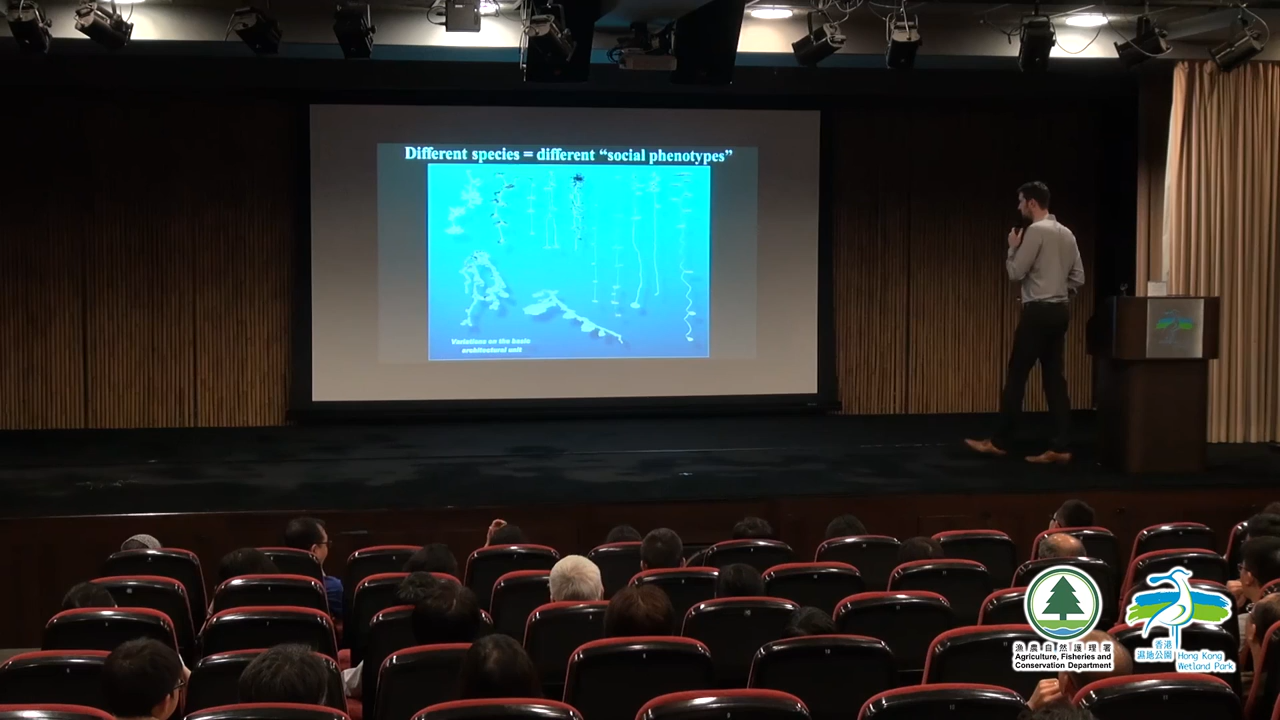 Different species = different “social phenotypes”
Variations on the basic
architectural unit
漁農自然護理署
Agriculture, Fisheries and
Conservation Department
香港
濕地公園
Hong Kong
Wetland Park